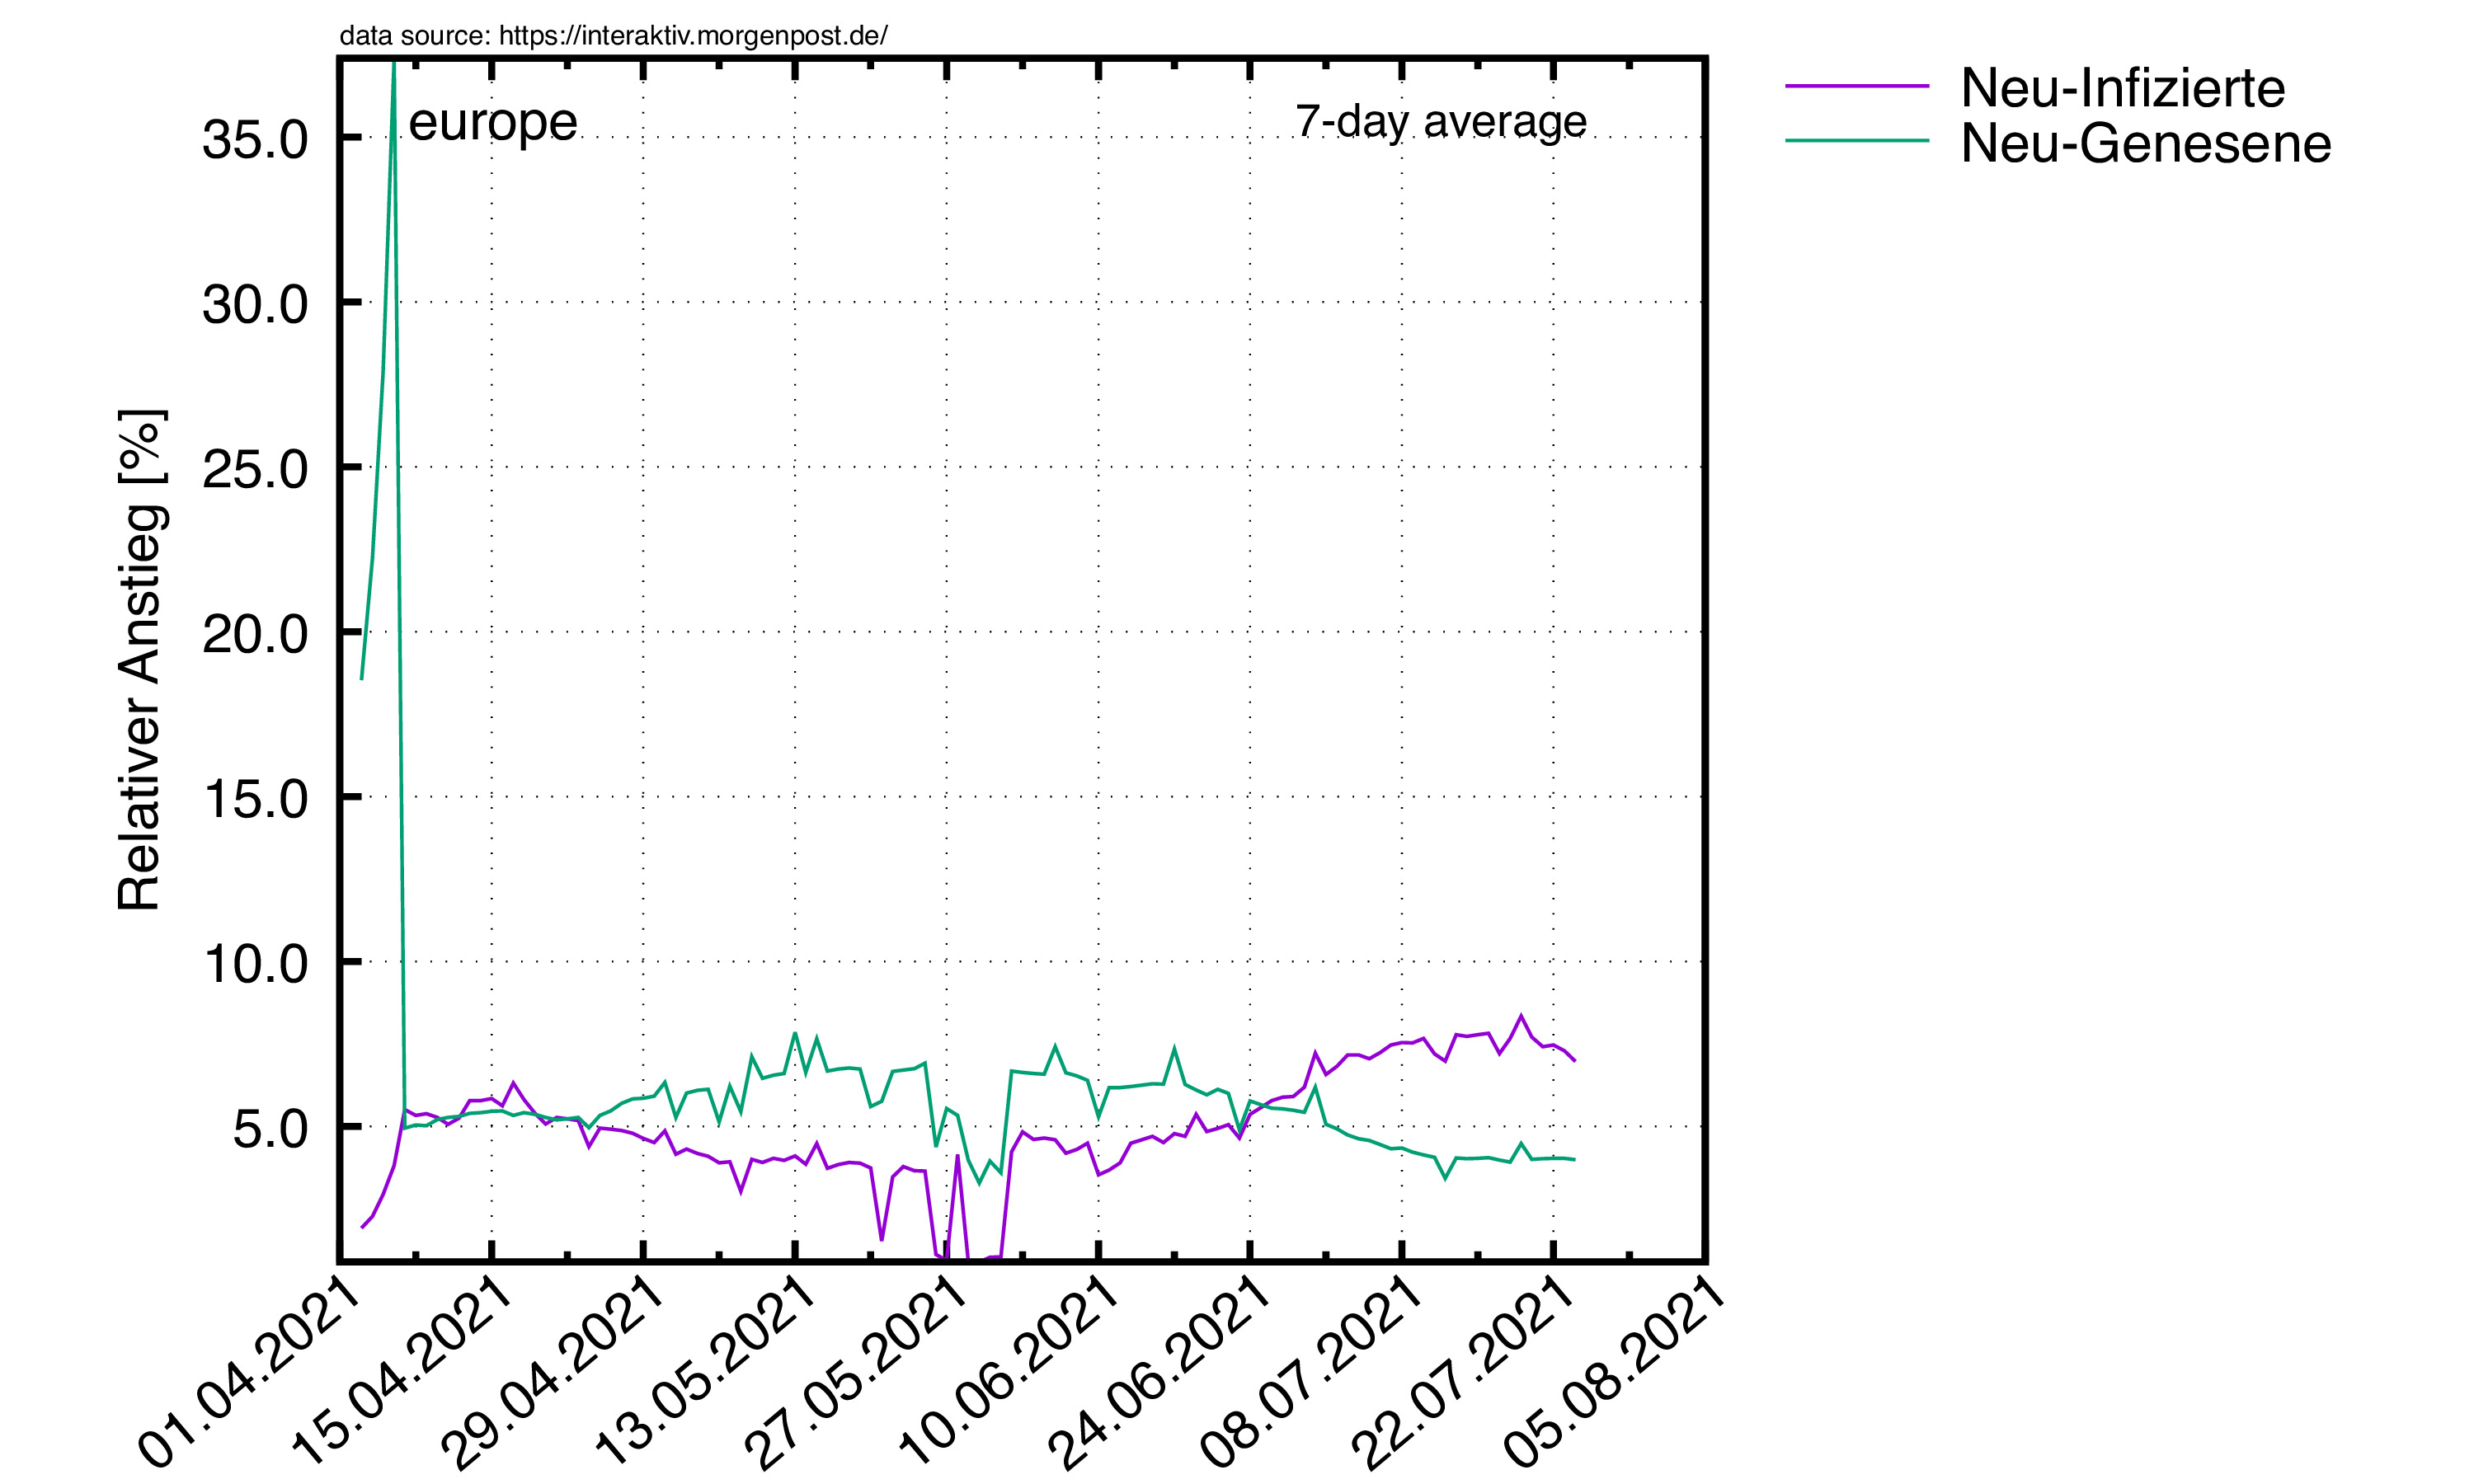 data source: https://interaktiv.morgenpost.de/
europe
7-day average
Neu-Infizierte
Neu-Genesene
Relativer Anstieg [%]
35.0
30.0
25.0
20.0
15.0
10.0
5.0
01.04.2021
15.04.2021
29.04.2021
13.05.2021
27.05.2021
10.06.2021
24.06.2021
08.07.2021
22.07.2021
05.08.2021